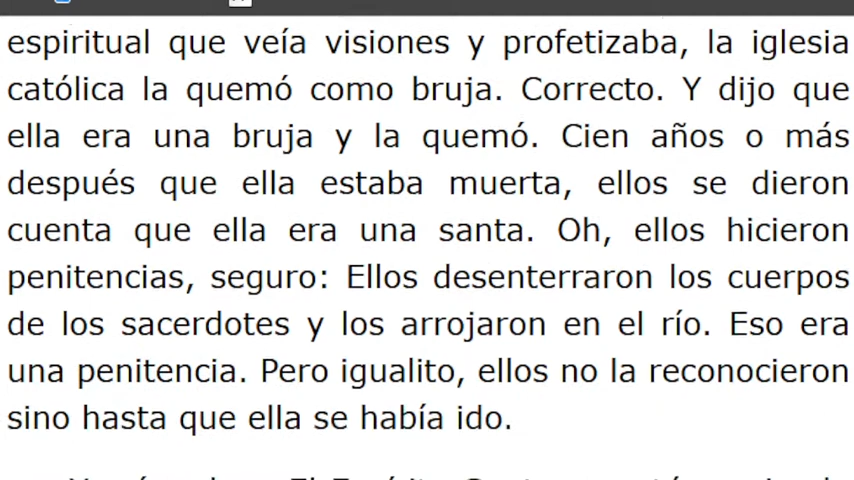 espiritual que veía visiones y profetizaba, la iglesia
católica la quemó como bruja. Correcto. Y dijo que
ella era una bruja y la quemó. Cien años o más
después que ella estaba muerta, ellos se dieron
cuenta que ella era una santa. Oh, ellos hicieron
penitencias, seguro: Ellos desenterraron los cuerpos
de los sacerdotes y los arrojaron en el río. Eso era
una penitencia. Pero igualito, ellos no la reconocieron
sino hasta que ella se había ido.